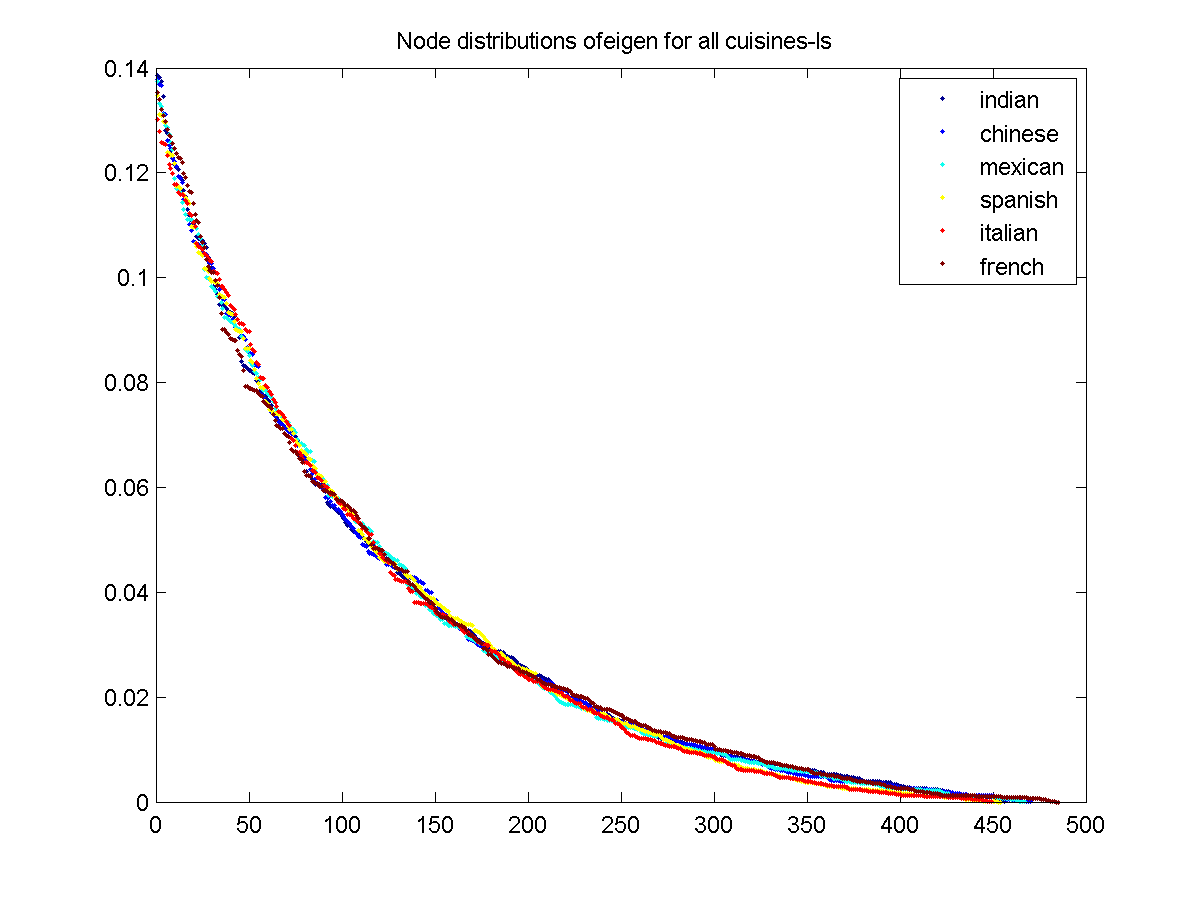 Node distributions ofeigen for all cuisines-ls
0.14
0.12
0.1
0.08
0.06
0.04
0.02
0
0 50 100 150 200 250 300 350 400 450 500
indian
chinese
mexican
spanish
italian
french